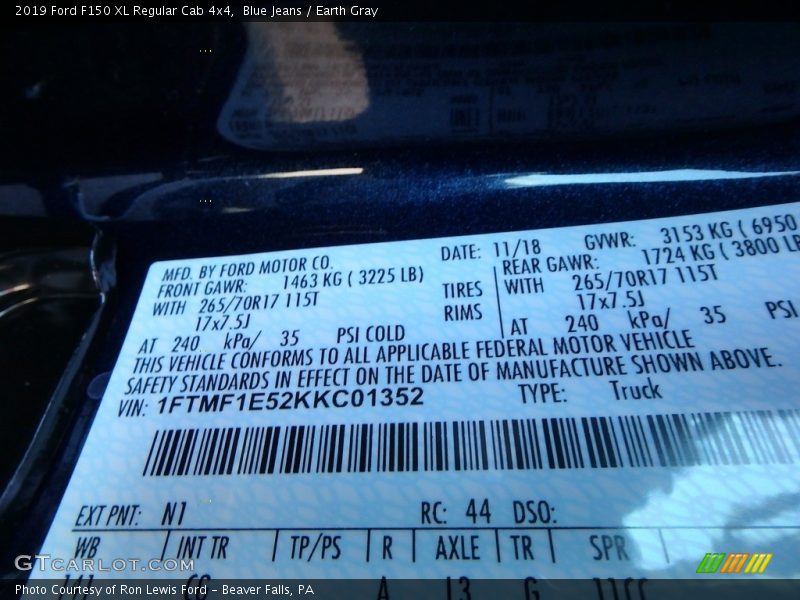 2019 Ford F150 XL Regular Cab 4x4,  Blue Jeans / Earth Gray
MFD. BY FORD MOTOR CO.
DATE: 11/18
GVWR: 3153 KG ( 6950
FRONT GAWR: 1463 KG ( 3225 LB)
REAR GAWR: 1724 KG ( 3800 LB
WITH 265/70R17 115T
TIRES
WITH 265/70R17 115T
17x7.5J
RIMS
17x7.5J
AT 240 kPa/ 35 PSI COLD
AT 240 kPa/ 35 PSI
THIS VEHICLE CONFORMS TO ALL APPLICABLE FEDERAL MOTOR VEHICLE
SAFETY STANDARDS IN EFFECT ON THE DATE OF MANUFACTURE SHOWN ABOVE.
VIN: 1FTMF1E52KKC01352
TYPE: Truck
EXT PNT: N1
RC: 44 DSO:
WB INT TR TP/PS R AXLE TR SPR
141 CG A L3 G
GTCarLot.com
Photo Courtesy of Ron Lewis Ford - Beaver Falls, PA